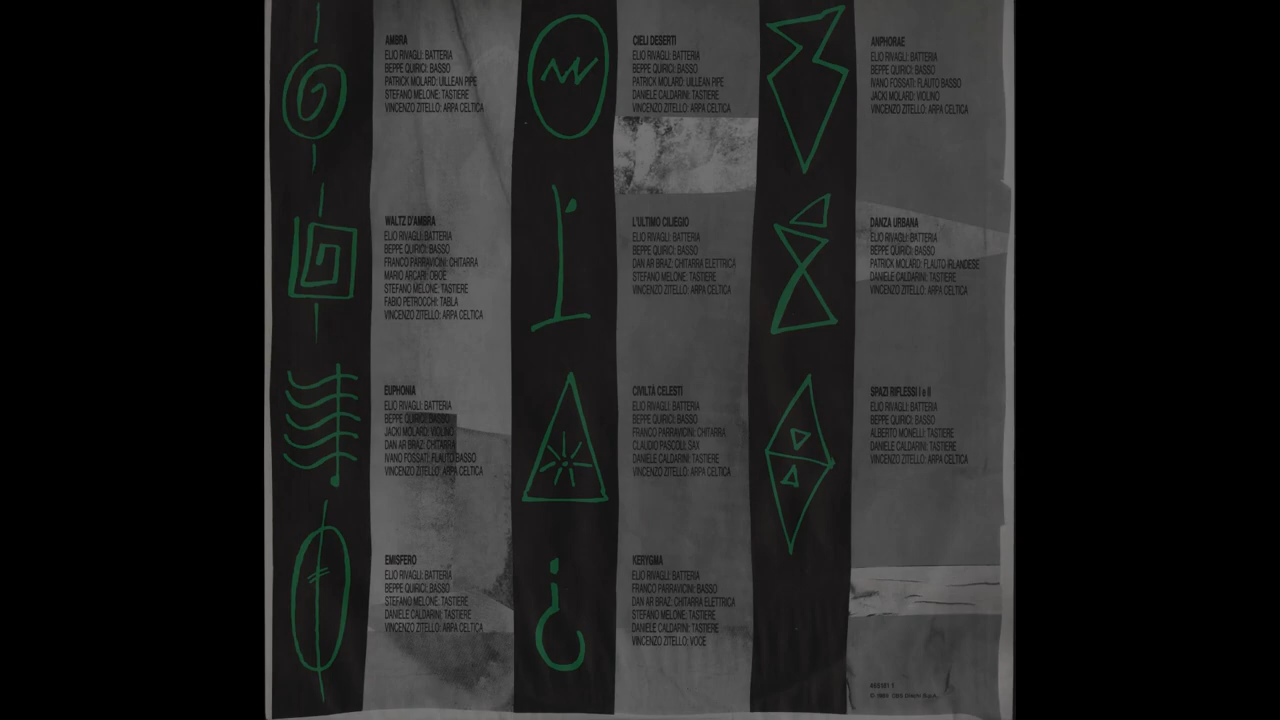 AMBRA
ELIO RIVAGLI: BATTERIA
BEPPE QUIRICI: BASSO
PATRICK MOLARD: UILLEAN PIPE
STEFANO MELONE: TASTIERE
VINCENZO ZITELLO: ARPA CELTICA
WALTZ D'AMBRA
ELIO RIVAGLI: BATTERIA
BEPPE QUIRICI: BASSO
FRANCO PARRAVICINI: CHITARRA
MARIO ARCARI: OBOE
STEFANO MELONE: TASTIERE
FABIO PETROCCHI: TABLA
VINCENZO ZITELLO: ARPA CELTICA
EUPHONIA
ELIO RIVAGLI: BATTERIA
BEPPE QUIRICI: BASSO
JACKI MOLARD: VIOLINO
DAN AR BRAZ: CHITARRA
IVANO FOSSATI: FLAUTO BASSO
VINCENZO ZITELLO: ARPA CELTICA
EMISFERO
ELIO RIVAGLI: BATTERIA
BEPPE QUIRICI: BASSO
STEFANO MELONE: TASTIERE
DANIELE CALDARINI: TASTIERE
VINCENZO ZITELLO: ARPA CELTICA
CIELI DESERTI
ELIO RIVAGLI: BATTERIA
BEPPE QUIRICI: BASSO
PATRICK MOLARD: UILLEAN PIPE
DANIELE CALDARINI: TASTIERE
VINCENZO ZITELLO: ARPA CELTICA
L'ULTIMO CILIEGIO
ELIO RIVAGLI: BATTERIA
BEPPE QUIRICI: BASSO
DAN AR BRAZ: CHITARRA ELETTRICA
STEFANO MELONE: TASTIERE
VINCENZO ZITELLO: ARPA CELTICA
CIVILTÀ CELESTI
ELIO RIVAGLI: BATTERIA
BEPPE QUIRICI: BASSO
FRANCO PARRAVICINI: CHITARRA
CLAUDIO PASCOLI: SAX
DANIELE CALDARINI: TASTIERE
VINCENZO ZITELLO: ARPA CELTICA
KERYGMA
ELIO RIVAGLI: BATTERIA
FRANCO PARRAVICINI: BASSO
DAN AR BRAZ: CHITARRA ELETTRICA
STEFANO MELONE: TASTIERE
DANIELE CALDARINI: TASTIERE
VINCENZO ZITELLO: VOCE
ANPHORAE
ELIO RIVAGLI: BATTERIA
BEPPE QUIRICI: BASSO
IVANO FOSSATI: FLAUTO BASSO
JACKI MOLARD: VIOLINO
VINCENZO ZITELLO: ARPA CELTICA
DANZA URBANA
ELIO RIVAGLI: BATTERIA
BEPPE QUIRICI: BASSO
PATRICK MOLARD: FLAUTO IRLANDESE
DANIELE CALDARINI: TASTIERE
VINCENZO ZITELLO: ARPA CELTICA
SPAZI RIFLESSI I e II
ELIO RIVAGLI: BATTERIA
BEPPE QUIRICI: BASSO
ALBERTO MONELLI: TASTIERE
DANIELE CALDARINI: TASTIERE
VINCENZO ZITELLO: ARPA CELTICA